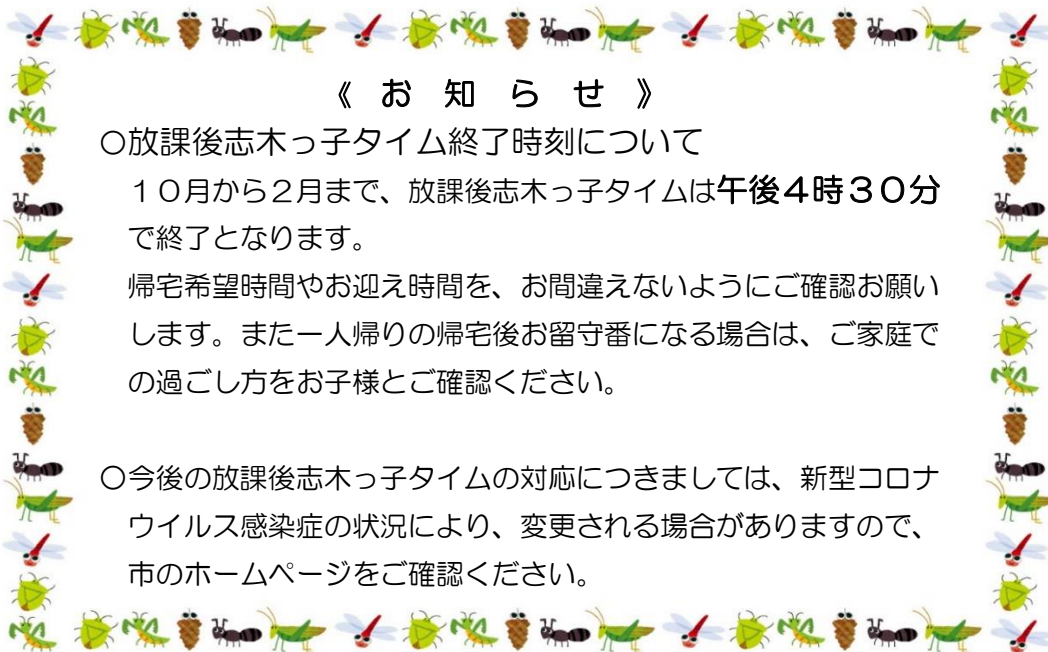 《 お 知 ら せ 》
○放課後志木っ子タイム終了時刻について
１０月から２月まで、放課後志木っ子タイムは午後４時３０分
で終了となります。
帰宅希望時間やお迎え時間を、お間違えないようにご確認お願い
します。また一人帰りの帰宅後お留守番になる場合は、ご家庭で
の過ごし方をお子様とご確認ください。
○今後の放課後志木っ子タイムの対応につきましては、新型コロナ
ウイルス感染症の状況により、変更される場合がありますので、
市のホームページをご確認ください。